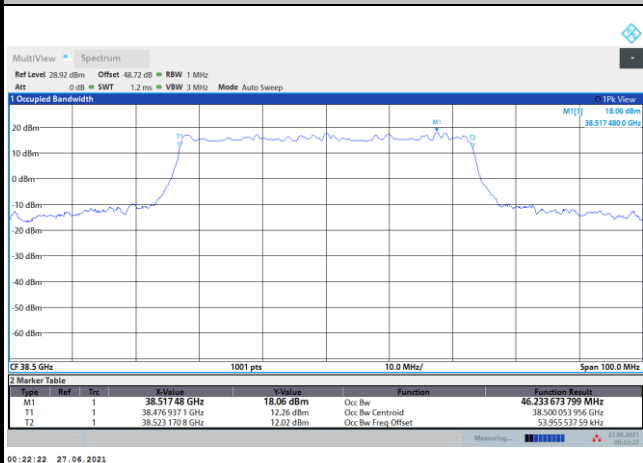 MultiView Spectrum
Ref Level 28.92 dBm Offset 48.72 dB RBW 1 MHz
Att 0 dB SWT 1.2 ms VBW 3 MHz Mode Auto Sweep
1 Occupied Bandwidth 1Pk View
M1[1] 18.06 dBm
38.517 480 0 GHz
M1
T1 T2
20 dBm
10 dBm
0 dBm
-10 dBm
-20 dBm
-30 dBm
-40 dBm
-50 dBm
-60 dBm
CF 38.5 GHz 1001 pts 10.0 MHz/ Span 100.0 MHz
2 Marker Table
Type Ref Trc X-Value Y-Value Function Function Result
M1 1 38.517 48 GHz 18.06 dBm Occ Bw 46.233 673 799 MHz
T1 1 38.476 937 1 GHz 12.26 dBm Occ Bw Centroid 38.500 053 956 GHz
T2 1 38.523 170 8 GHz 12.02 dBm Occ Bw Freq Offset 53.955 537 59 kHz
Measuring... 27.06.2021
00:22:22
00:22:22 27.06.2021